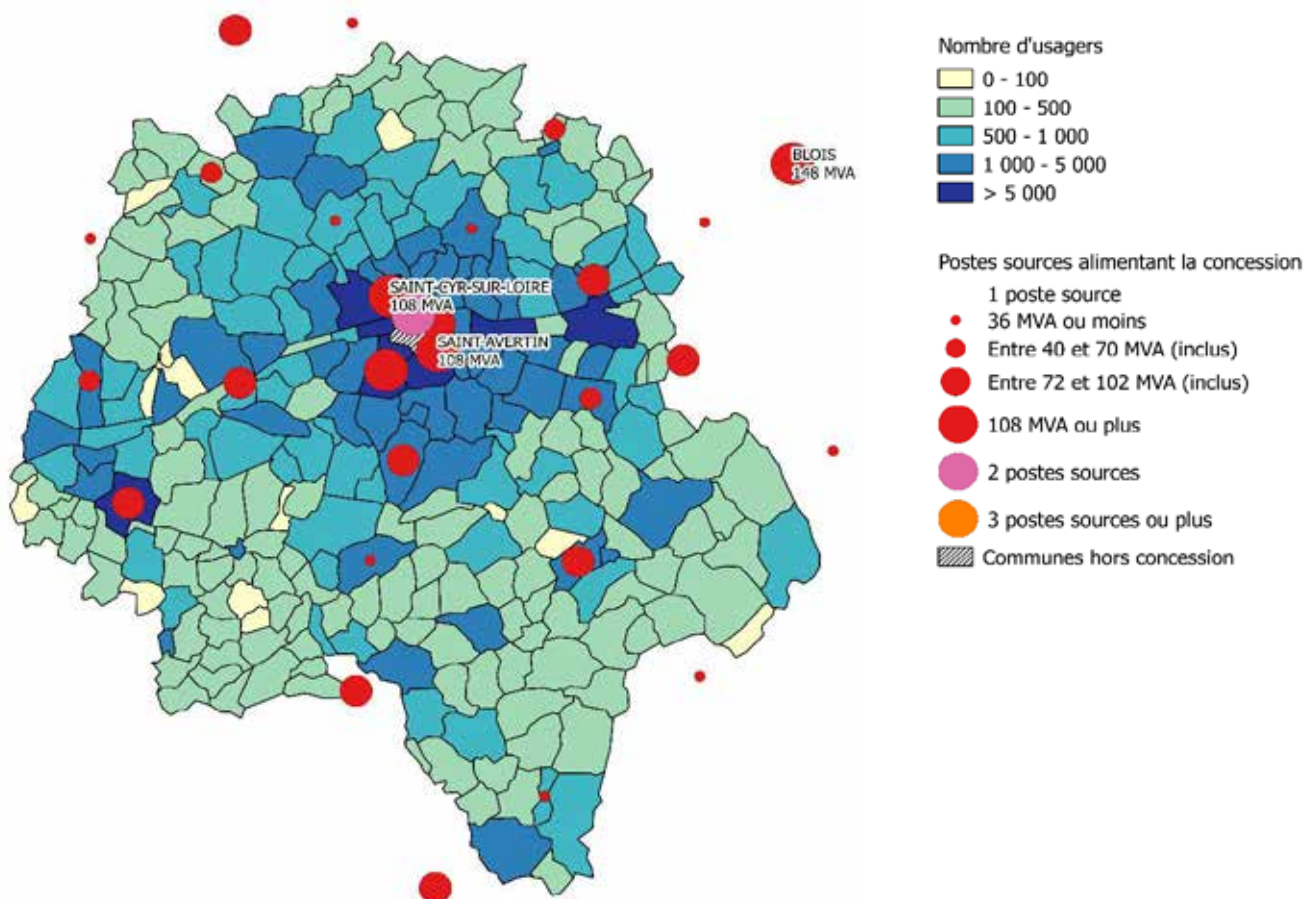 BLOIS
148 MVA
SAINT-CYR-SUR-LOIRE
108 MVA
SAINT-AVERTIN
108 MVA
Nombre d'usagers
0 - 100
100 - 500
500 - 1 000
1 000 - 5 000
> 5 000
Postes sources alimentant la concession
1 poste source
36 MVA ou moins
Entre 40 et 70 MVA (inclus)
Entre 72 et 102 MVA (inclus)
108 MVA ou plus
2 postes sources
3 postes sources ou plus
Communes hors concession